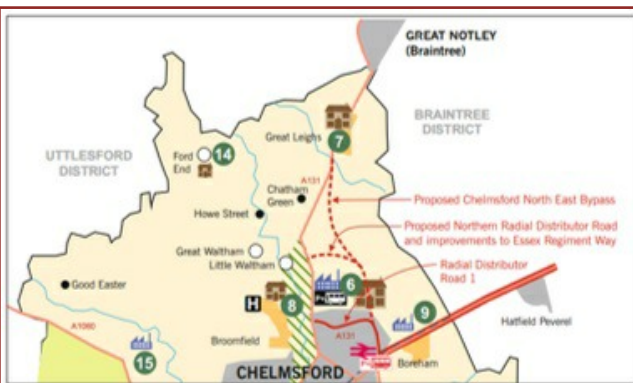 GREAT NOTLEY
(Braintree)
BRAINTREE
DISTRICT
UTTLESFORD
DISTRICT
Great Leighs
7
Ford
End
14
A131
Chatham
Green
Proposed Chelmsford North East Bypass
Howe Street
Proposed Northern Radial Distributor Road
and improvements to Essex Regiment Way
Great Waltham
Little Waltham
Radial Distributor
Road 1
Good Easter
6
H
8
9
Hatfield Peverel
A1060
A131
Broomfield
15
Boreham
CHELMSFORD